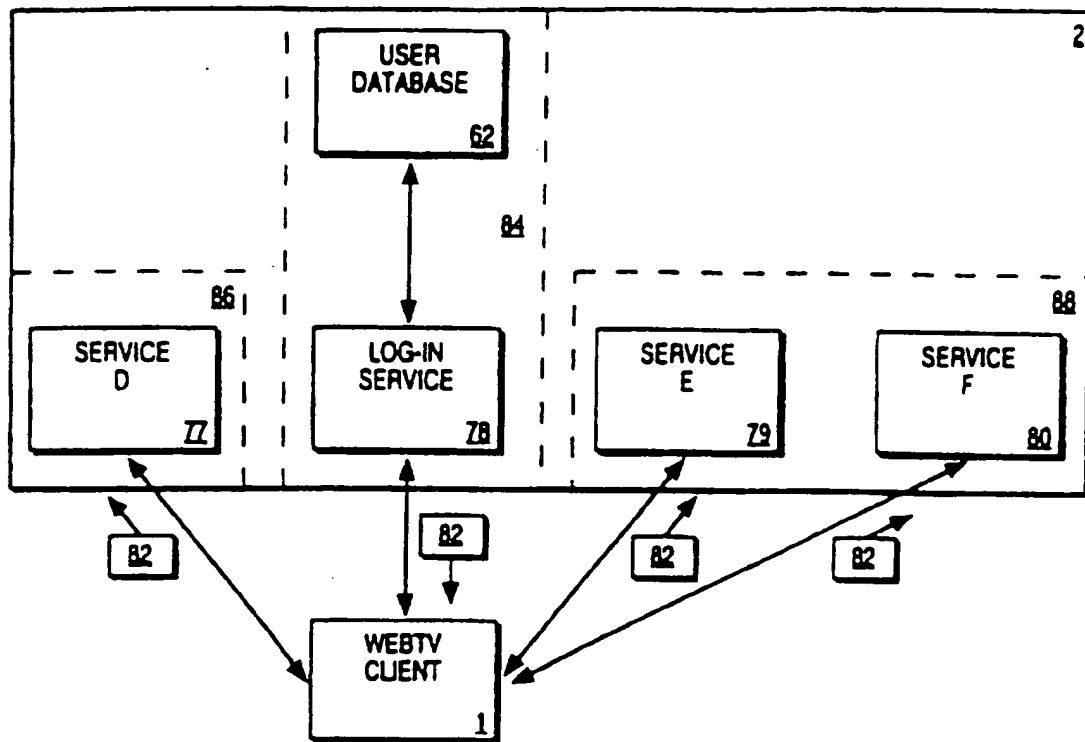 2
USER
DATABASE
62
84
86
88
SERVICE
D
77
LOG-IN
SERVICE
78
SERVICE
E
79
SERVICE
F
80
82
82
82
82
WEBTV
CLIENT
1